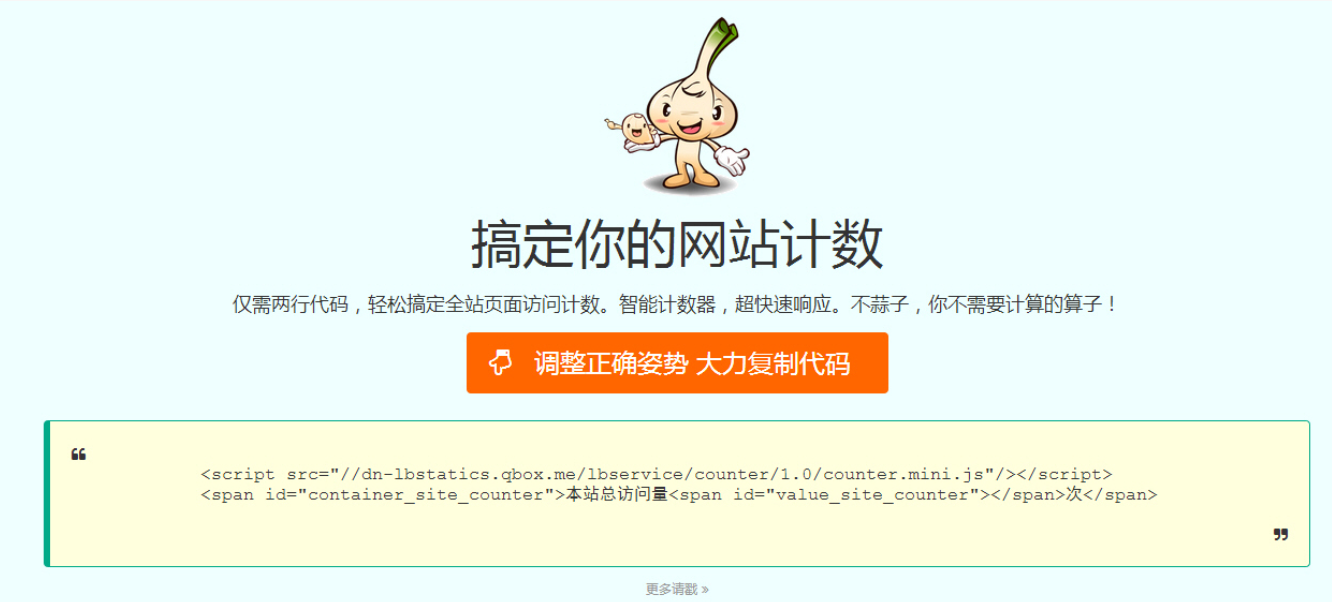 搞定你的网站计数
仅需两行代码，轻松搞定全站页面访问计数。智能计数器，超快速响应。不蒜子，你不需要计算的算子！
调整正确姿势 大力复制代码
❝
<script src="//dn-lbstatics.qbox.me/lbservice/counter/1.0/counter.mini.js"/></script>
<span id="container_site_counter">本站总访问量<span id="value_site_counter"></span>次</span>
❞
更多请戳 »